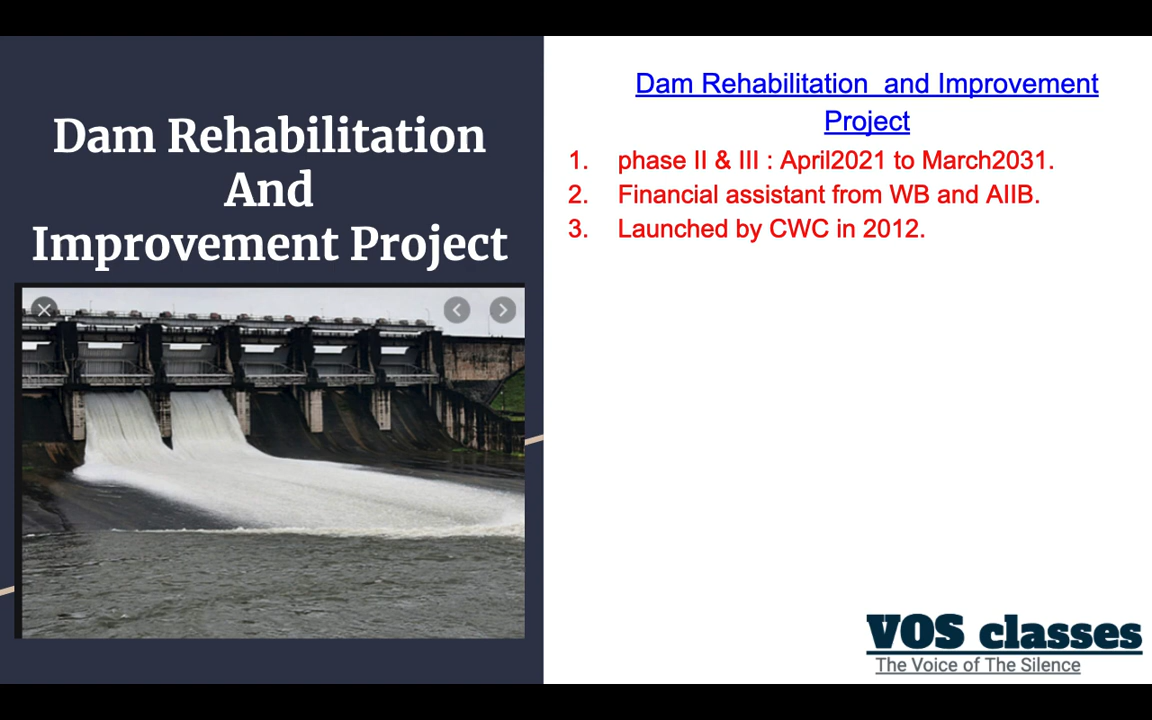 Dam Rehabilitation
And
Improvement Project
Dam Rehabilitation  and Improvement
Project
1. phase II & III : April2021 to March2031.
2. Financial assistant from WB and AIIB.
3. Launched by CWC in 2012.
VOS classes
The Voice of The Silence